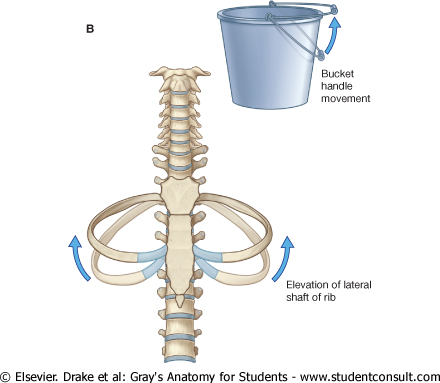 B
Bucket
handle
movement
Elevation of lateral
shaft of rib
© Elsevier. Drake et al: Gray's Anatomy for Students - www.studentconsult.com